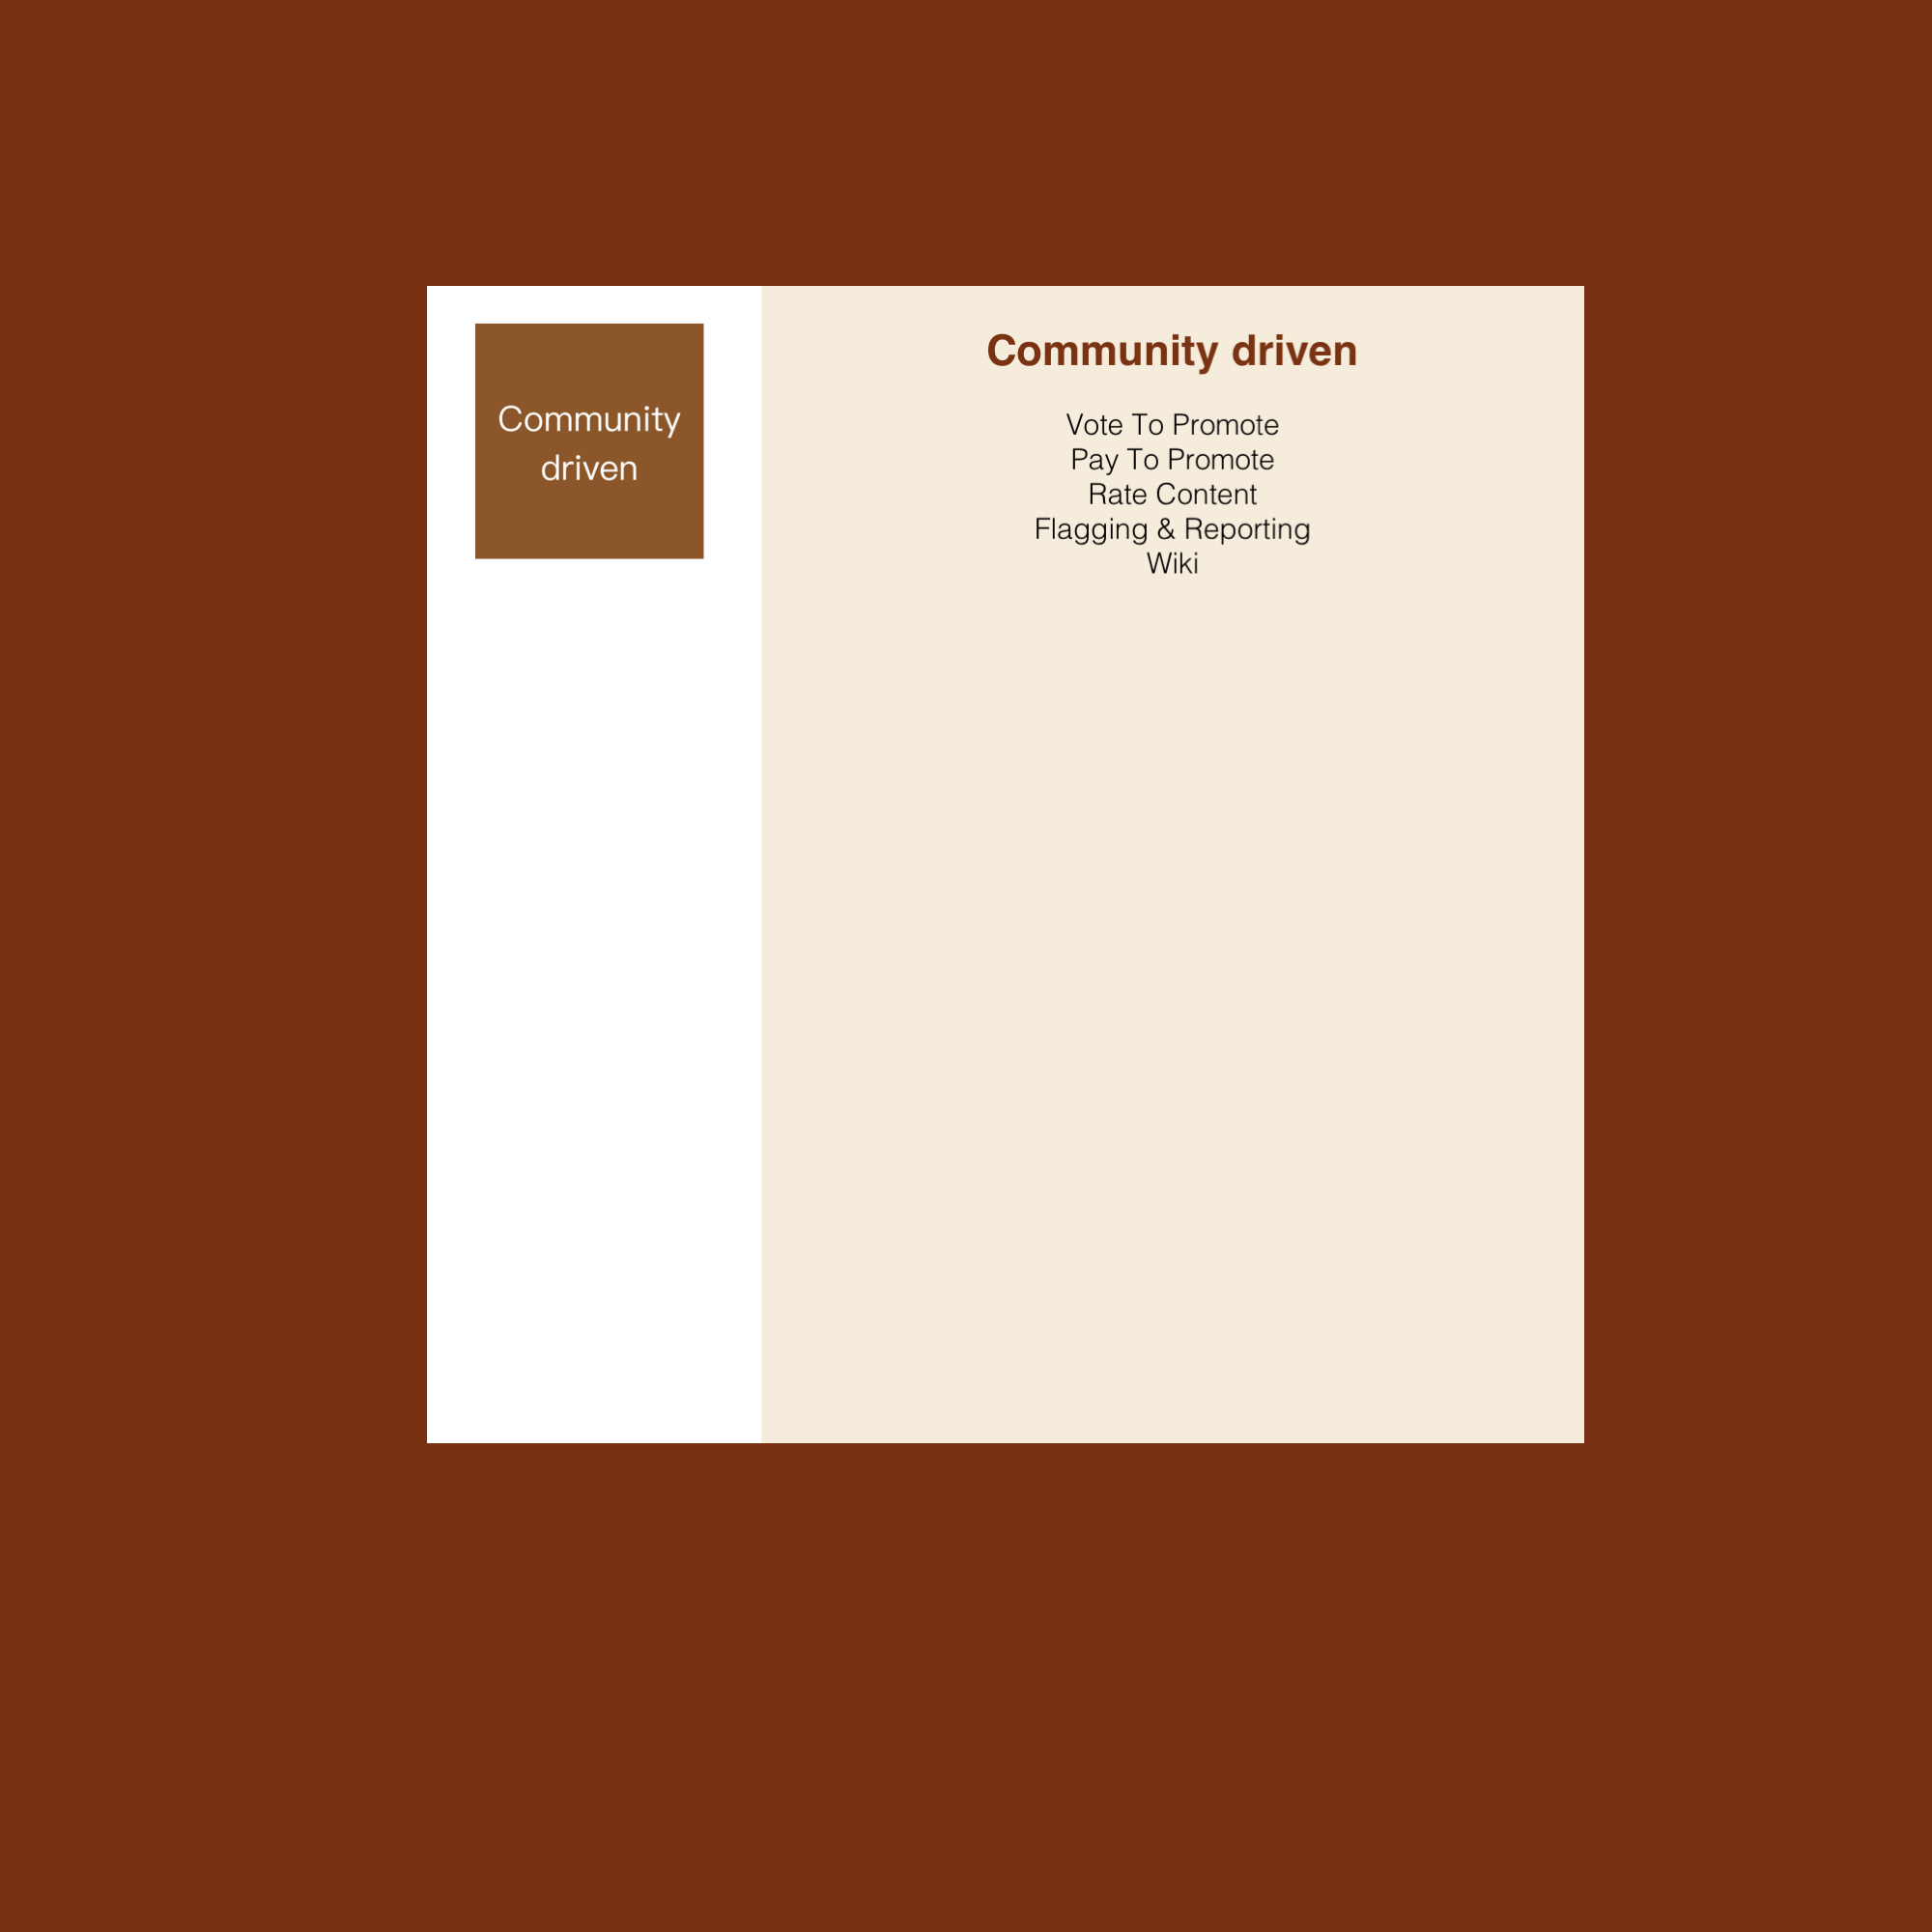 Community
driven
Community driven
Vote To Promote
Pay To Promote
Rate Content
Flagging & Reporting
Wiki